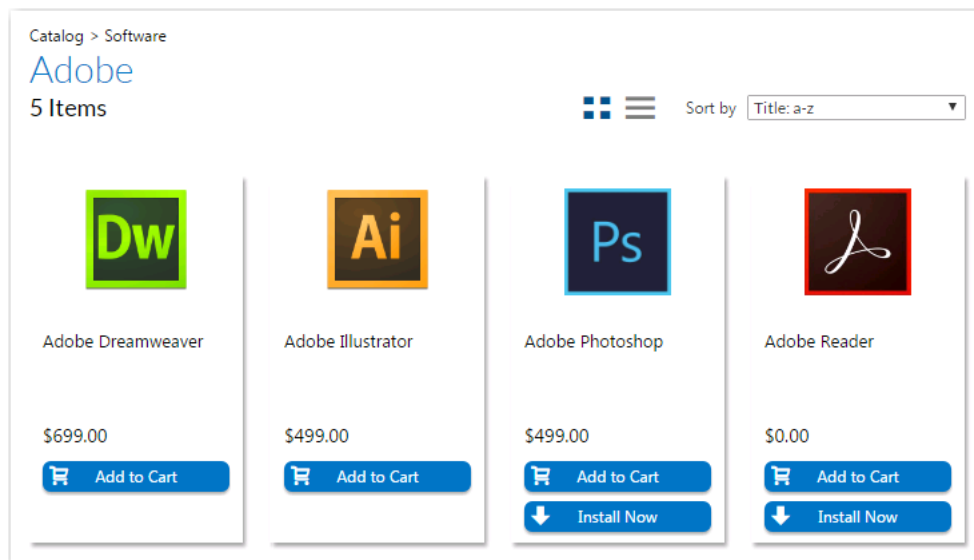 Catalog > Software
Adobe
5 Items
Sort by Title: a-z
Dw
Ai
Ps
Adobe Dreamweaver
Adobe Illustrator
Adobe Photoshop
Adobe Reader
$699.00
$499.00
$499.00
$0.00
Add to Cart
Add to Cart
Add to Cart
Add to Cart
Install Now
Install Now